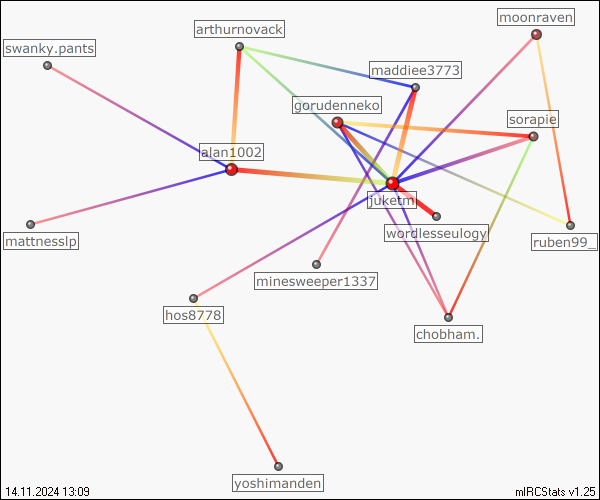 moonraven
arthurnovack
swanky.pants
maddiee3773
gorudenneko
sorapie
alan1002
juketm
wordlesseulogy
mattnesslp
ruben99_
minesweeper1337
hos8778
chobham.
yoshimanden
14.11.2024 13:09
mIRCStats v1.25